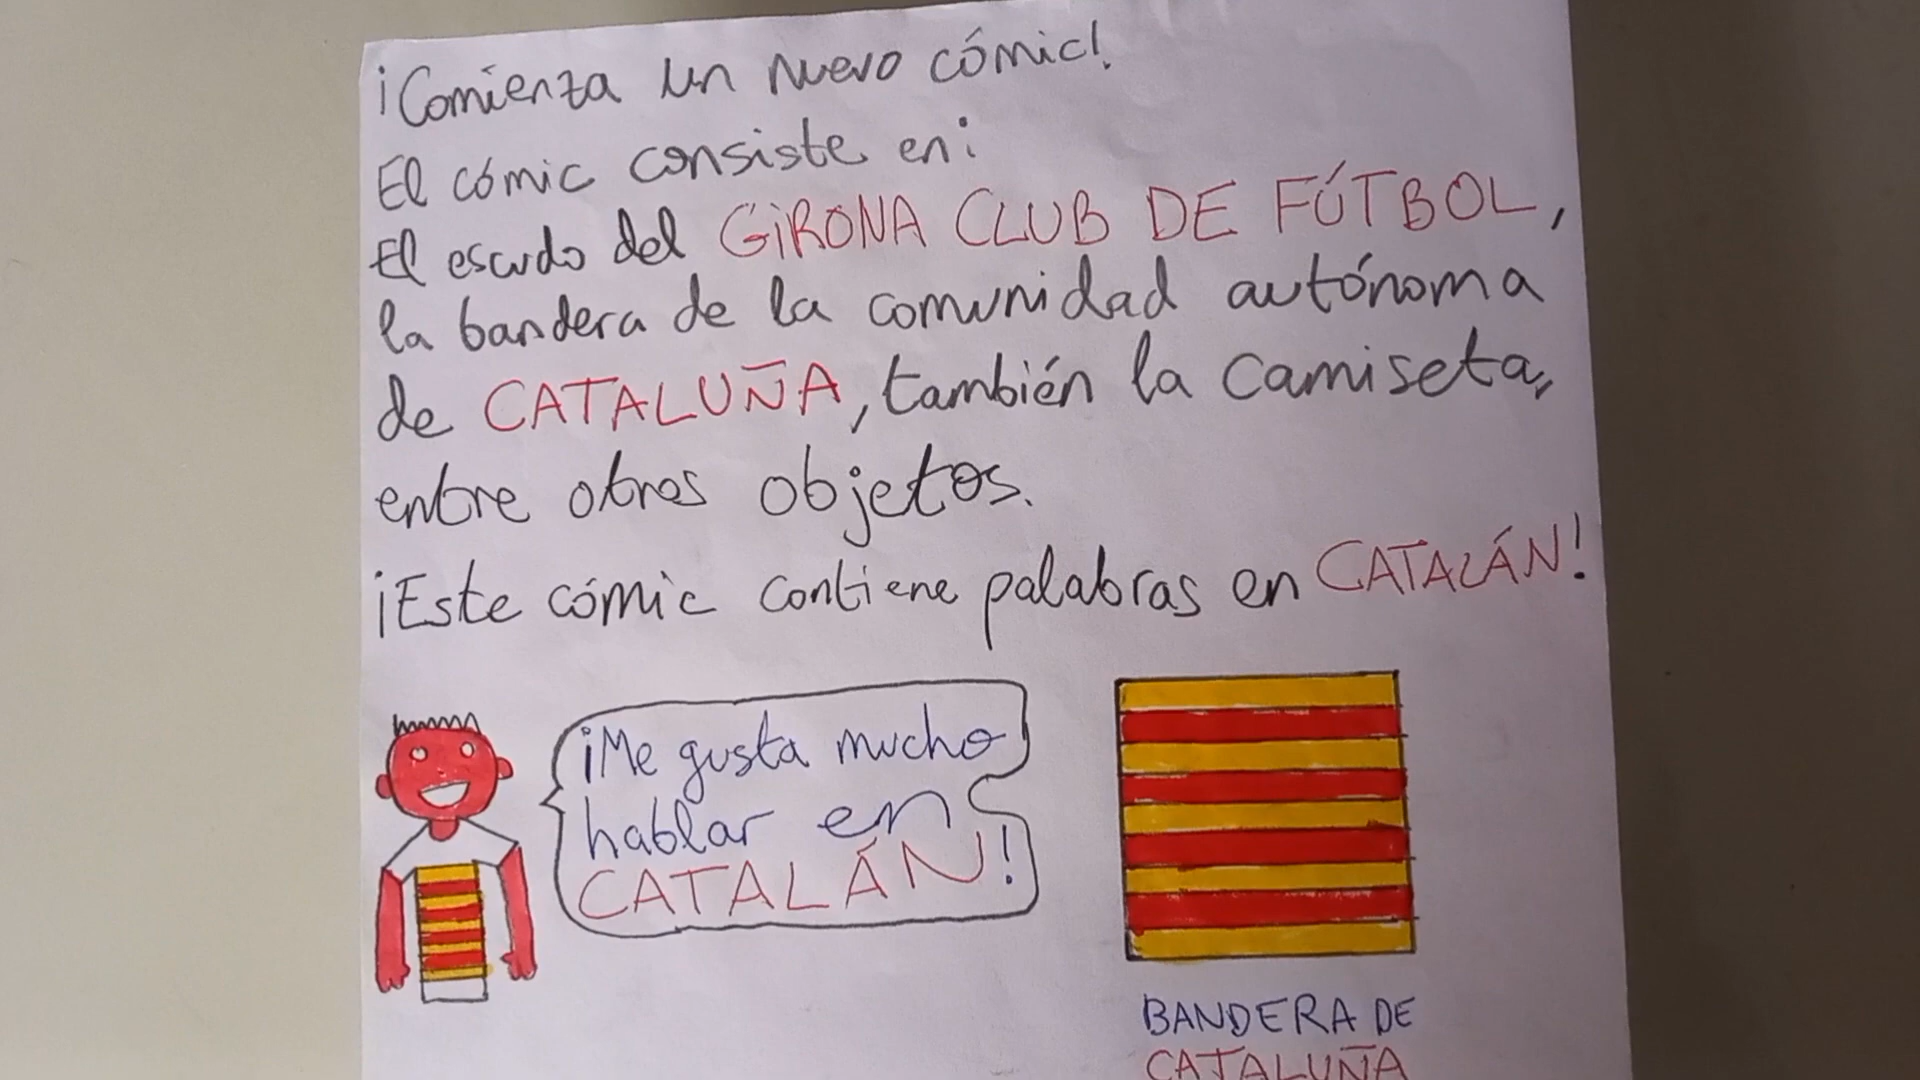 ¡Comienza un nuevo cómic!
El cómic consiste en:
El escudo del GIRONA CLUB DE FÚTBOL,
la bandera de la comunidad autónoma
de CATALUÑA, también la camiseta,
entre otros objetos.
¡Este cómic contiene palabras en CATALÁN!
¡Me gusta mucho
hablar en
CATALÁN!
BANDERA DE
CATALUÑA